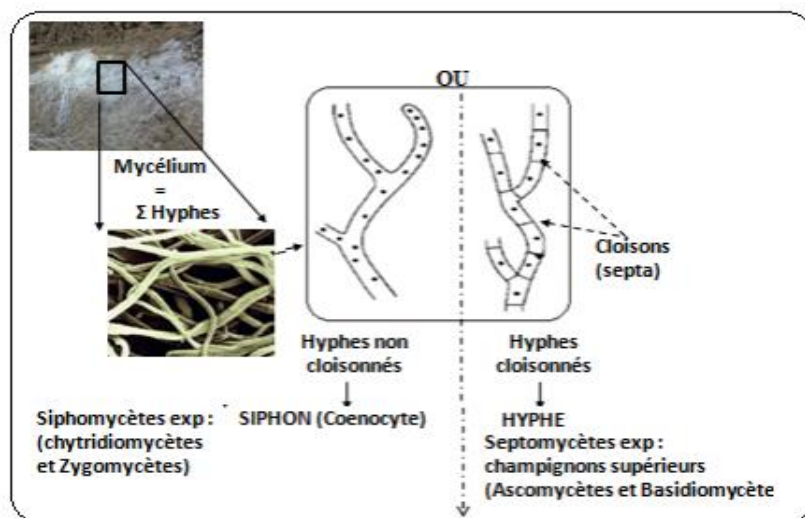 OU
Mycélium
=
Σ Hyphes
Cloisons
(septa)
Hyphes non
cloisonnés
Hyphes
cloisonnés
Siphomycètes exp :
(chytridiomycètes
et Zygomycètes)
SIPHON (Coenocyte)
HYPHE
Septomycètes exp :
champignons supérieurs
(Ascomycètes et Basidiomycète